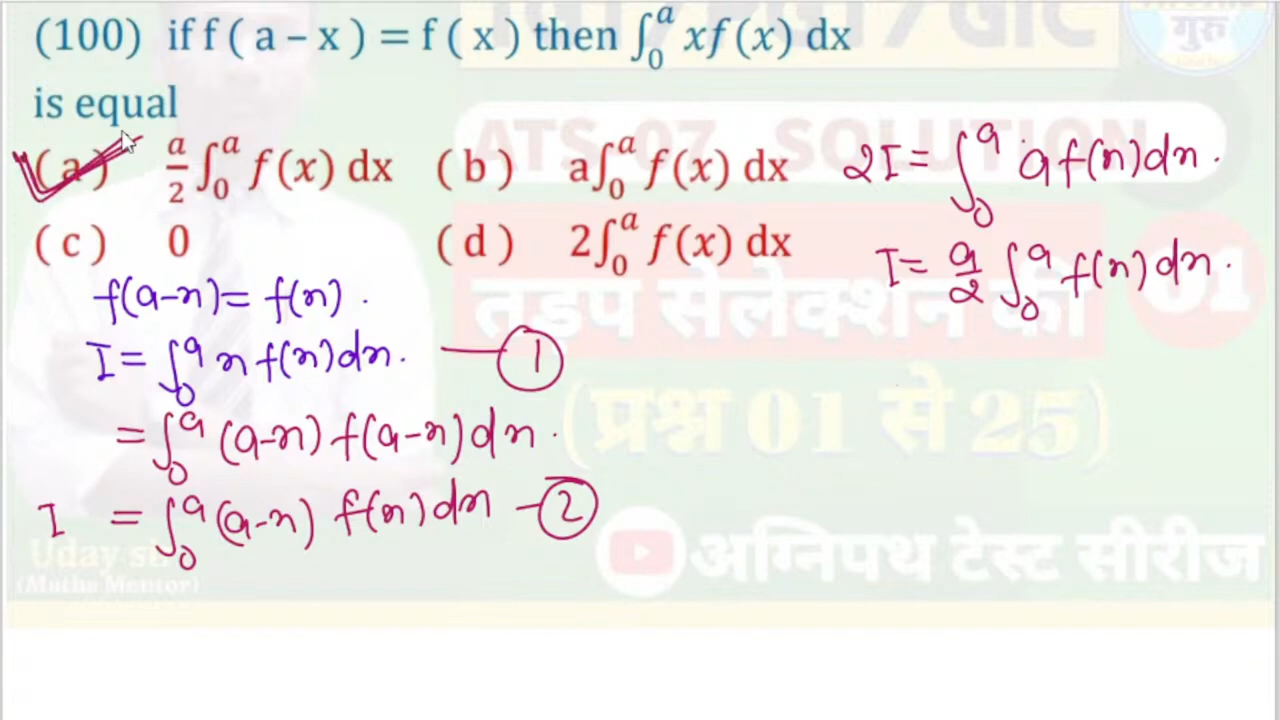 (100) if f ( a – x ) = f ( x ) then ∫₀ᵃ xf(x) dx
is equal
(a) a/2 ∫₀ᵃ f(x) dx (b) a∫₀ᵃ f(x) dx
(c) 0 (d) 2∫₀ᵃ f(x) dx
f(a-x) = f(x).
I = ∫₀ᵃ x f(x)dx. — ①
= ∫₀ᵃ (a-x) f(a-x)dx.
I = ∫₀ᵃ (a-x) f(x)dx — ②
2I = ∫₀ᵃ a f(x)dx.
I = a/2 ∫₀ᵃ f(x)dx.
गुरु
ATS-07 SOLUTION
तड़प सेलेक्शन की
01
(प्रश्न 01 से 25)
अग्निपथ टेस्ट सीरीज
Uday si
(Maths Mentor)